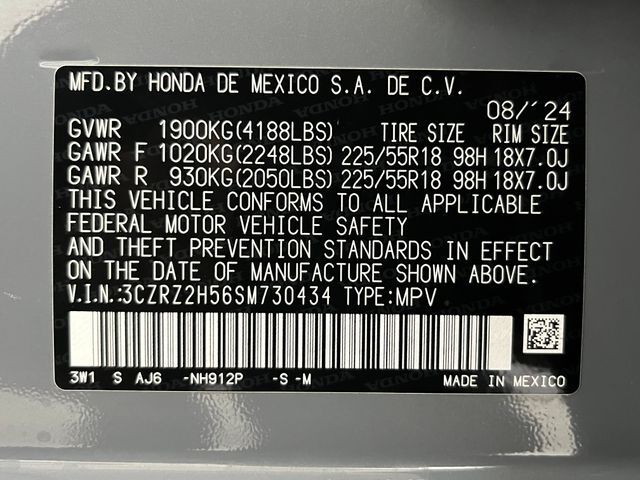 MFD.BY HONDA DE MEXICO S.A. DE C.V.
08/'24
GVWR 1900KG(4188LBS) TIRE SIZE RIM SIZE
GAWR F 1020KG(2248LBS) 225/55R18 98H 18X7.0J
GAWR R 930KG(2050LBS) 225/55R18 98H 18X7.0J
THIS VEHICLE CONFORMS TO ALL APPLICABLE
FEDERAL MOTOR VEHICLE SAFETY
AND THEFT PREVENTION STANDARDS IN EFFECT
ON THE DATE OF MANUFACTURE SHOWN ABOVE.
V.I.N.:3CZRZ2H56SM730434 TYPE:MPV
3W1 S AJ6 -NH912P -S -M MADE IN MEXICO